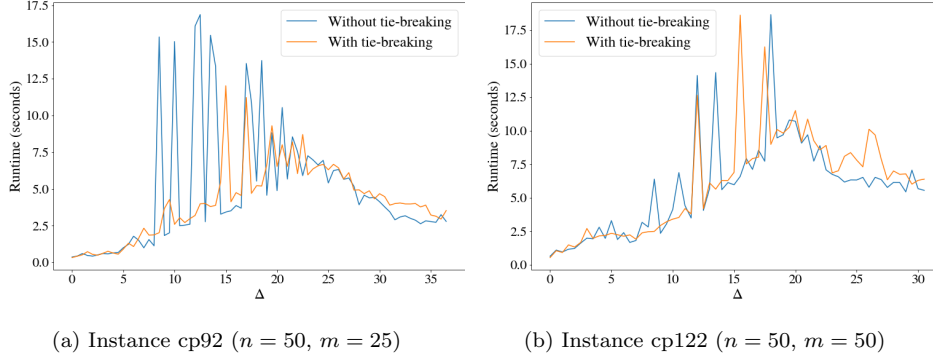 17.5
15.0
12.5
10.0
7.5
5.0
2.5
0.0
Runtime (seconds)
Without tie-breaking
With tie-breaking
0 5 10 15 20 25 30 35
Δ
(a) Instance cp92 (n = 50, m = 25)
17.5
15.0
12.5
10.0
7.5
5.0
2.5
0.0
Runtime (seconds)
Without tie-breaking
With tie-breaking
0 5 10 15 20 25 30
Δ
(b) Instance cp122 (n = 50, m = 50)